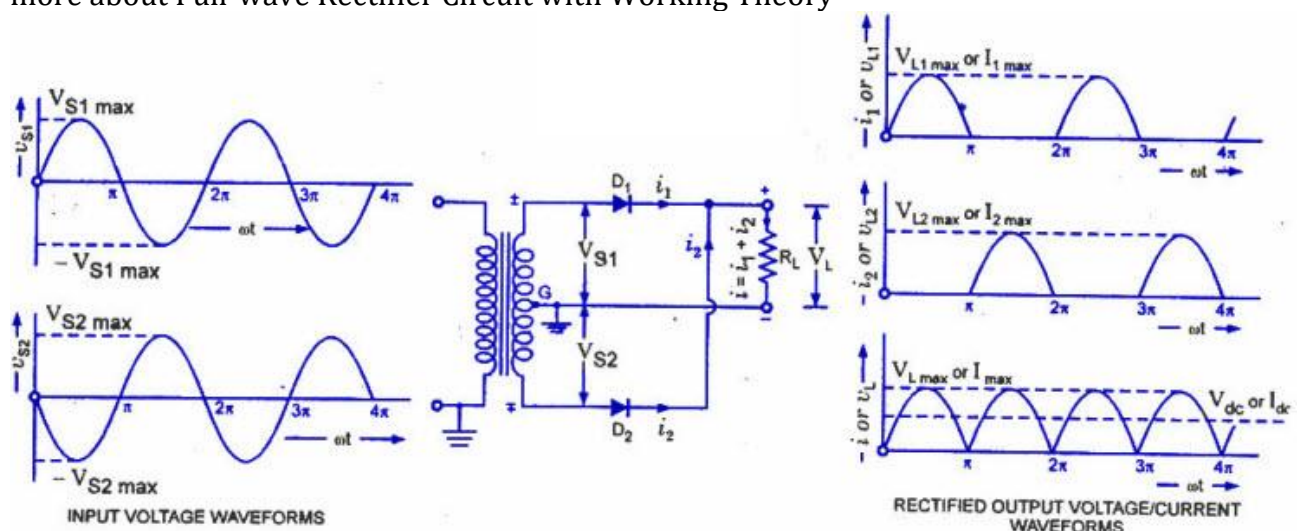 more about Full-wave Rectifier Circuit with Working Theory
V_S1 max
v_S1
π 2π 3π 4π
ωt
− V_S1 max
V_S2 max
v_S2
π 2π 3π 4π
ωt
− V_S2 max
INPUT VOLTAGE WAVEFORMS
D₁ i₁
±
+
V_S1
i₂
i = i₁ + i₂
R_L
V_L
G
−
V_S2
∓
D₂ i₂
V_L1 max or I_1 max
i₁ or v_L1
π 2π 3π 4π
ωt
V_L2 max or I_2 max
i₂ or v_L2
π 2π 3π 4π
ωt
V_L max or I_max
V_dc or I_dc
i or v_L
π 2π 3π 4π
ωt
RECTIFIED OUTPUT VOLTAGE/CURRENT
WAVEFORMS